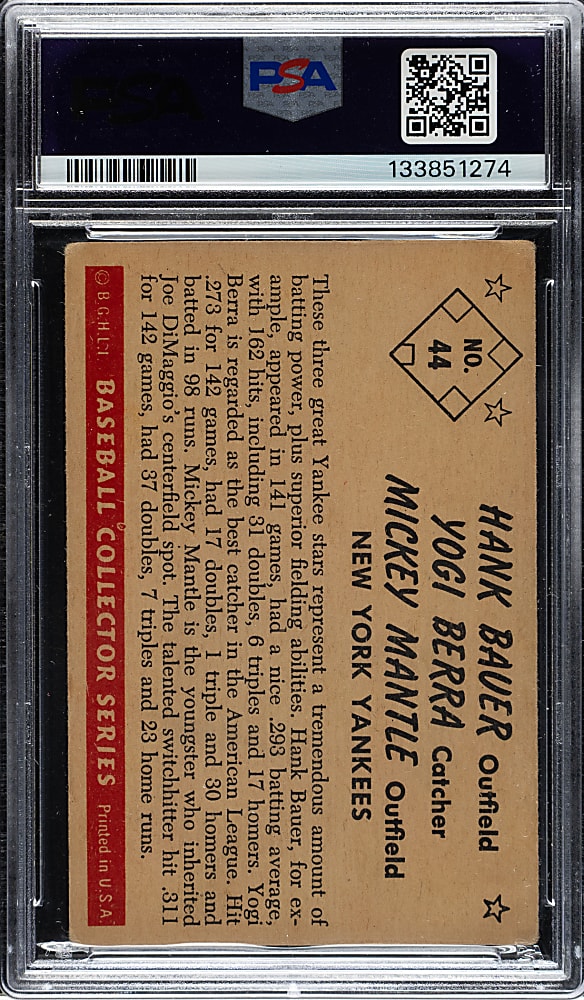 PSA
133851274
NO.
44
HANK BAUER Outfield
YOGI BERRA Catcher
MICKEY MANTLE Outfield
NEW YORK YANKEES
These three great Yankee stars represent a tremendous amount of
batting power, plus superior fielding abilities. Hank Bauer, for ex-
ample, appeared in 141 games, had a nice .293 batting average,
with 162 hits, including 31 doubles, 6 triples and 17 homers. Yogi
Berra is regarded as the best catcher in the American League. Hit
.273 for 142 games, had 17 doubles, 1 triple and 30 homers and
batted in 98 runs. Mickey Mantle is the youngster who inherited
Joe DiMaggio's centerfield spot. The talented switchhitter hit .311
for 142 games, had 37 doubles, 7 triples and 23 home runs.
© B.G.H.L.I. BASEBALL COLLECTOR SERIES Printed in U.S.A.